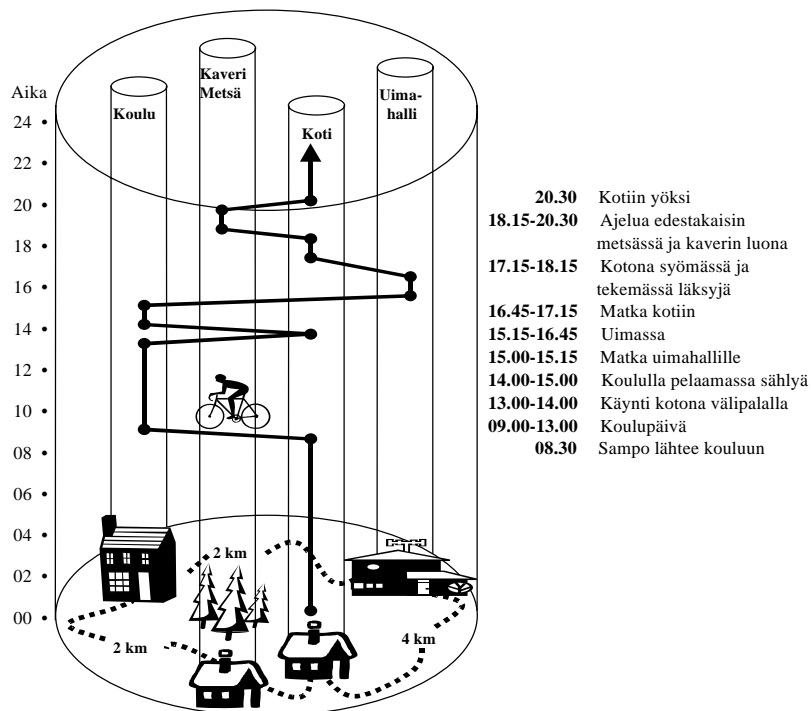 Kaveri
Metsä
Uima-
halli
Koulu
Koti
Aika
24
22
20
18
16
14
12
10
08
06
04
02
00
20.30 Kotiin yöksi
18.15-20.30 Ajelua edestakaisin
metsässä ja kaverin luona
17.15-18.15 Kotona syömässä ja
tekemässä läksyjä
16.45-17.15 Matka kotiin
15.15-16.45 Uimassa
15.00-15.15 Matka uimahallille
14.00-15.00 Koululla pelaamassa sählyä
13.00-14.00 Käynti kotona välipalalla
09.00-13.00 Koulupäivä
08.30 Sampo lähtee kouluun
2 km
2 km
4 km